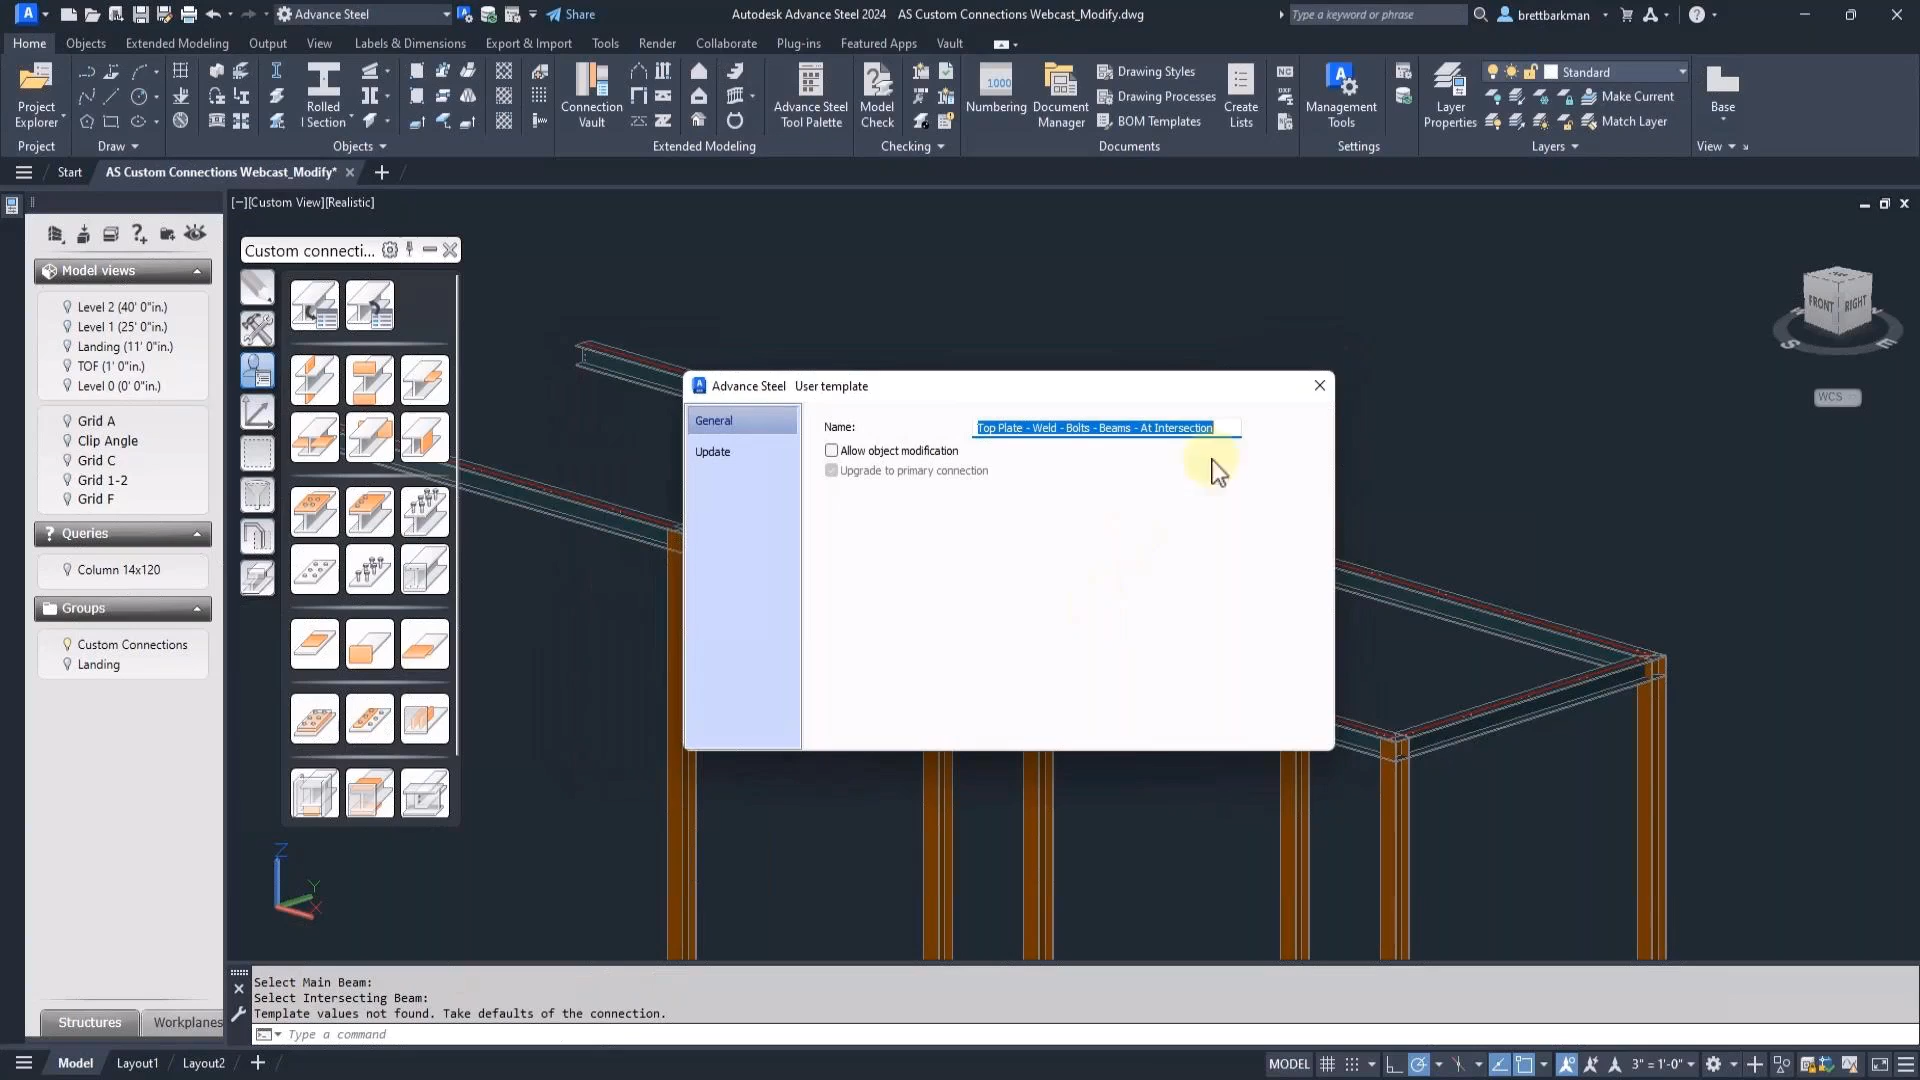 Advance Steel
Share
Autodesk Advance Steel 2024 AS Custom Connections Webcast_Modify.dwg
Type a keyword or phrase
brettbarkman
Home
Objects
Extended Modeling
Output
View
Labels & Dimensions
Export & Import
Tools
Render
Collaborate
Plug-ins
Featured Apps
Vault
Project
Explorer
Rolled
I Section
Connection
Vault
Advance Steel
Tool Palette
Model
Check
1000
Numbering
Document
Manager
Drawing Styles
Drawing Processes
BOM Templates
Create
Lists
NC
DXF
Management
Tools
Layer
Properties
Standard
Make Current
Match Layer
Base
Project
Draw
Objects
Extended Modeling
Checking
Documents
Settings
Layers
View
Start
AS Custom Connections Webcast_Modify*
[−][Custom View][Realistic]
Model views
Level 2 (40' 0"in.)
Level 1 (25' 0"in.)
Landing (11' 0"in.)
TOF (1' 0"in.)
Level 0 (0' 0"in.)
Grid A
Clip Angle
Grid C
Grid 1-2
Grid F
Queries
Column 14x120
Groups
Custom Connections
Landing
Structures
Workplanes
Custom connecti...
Advance Steel User template
General
Update
Name:
Top Plate - Weld - Bolts - Beams - At Intersection
Allow object modification
Upgrade to primary connection
FRONT
RIGHT
S
E
WCS
Z
Y
X
Select Main Beam:
Select Intersecting Beam:
Template values not found. Take defaults of the connection.
Type a command
Model
Layout1
Layout2
MODEL
3" = 1'-0"